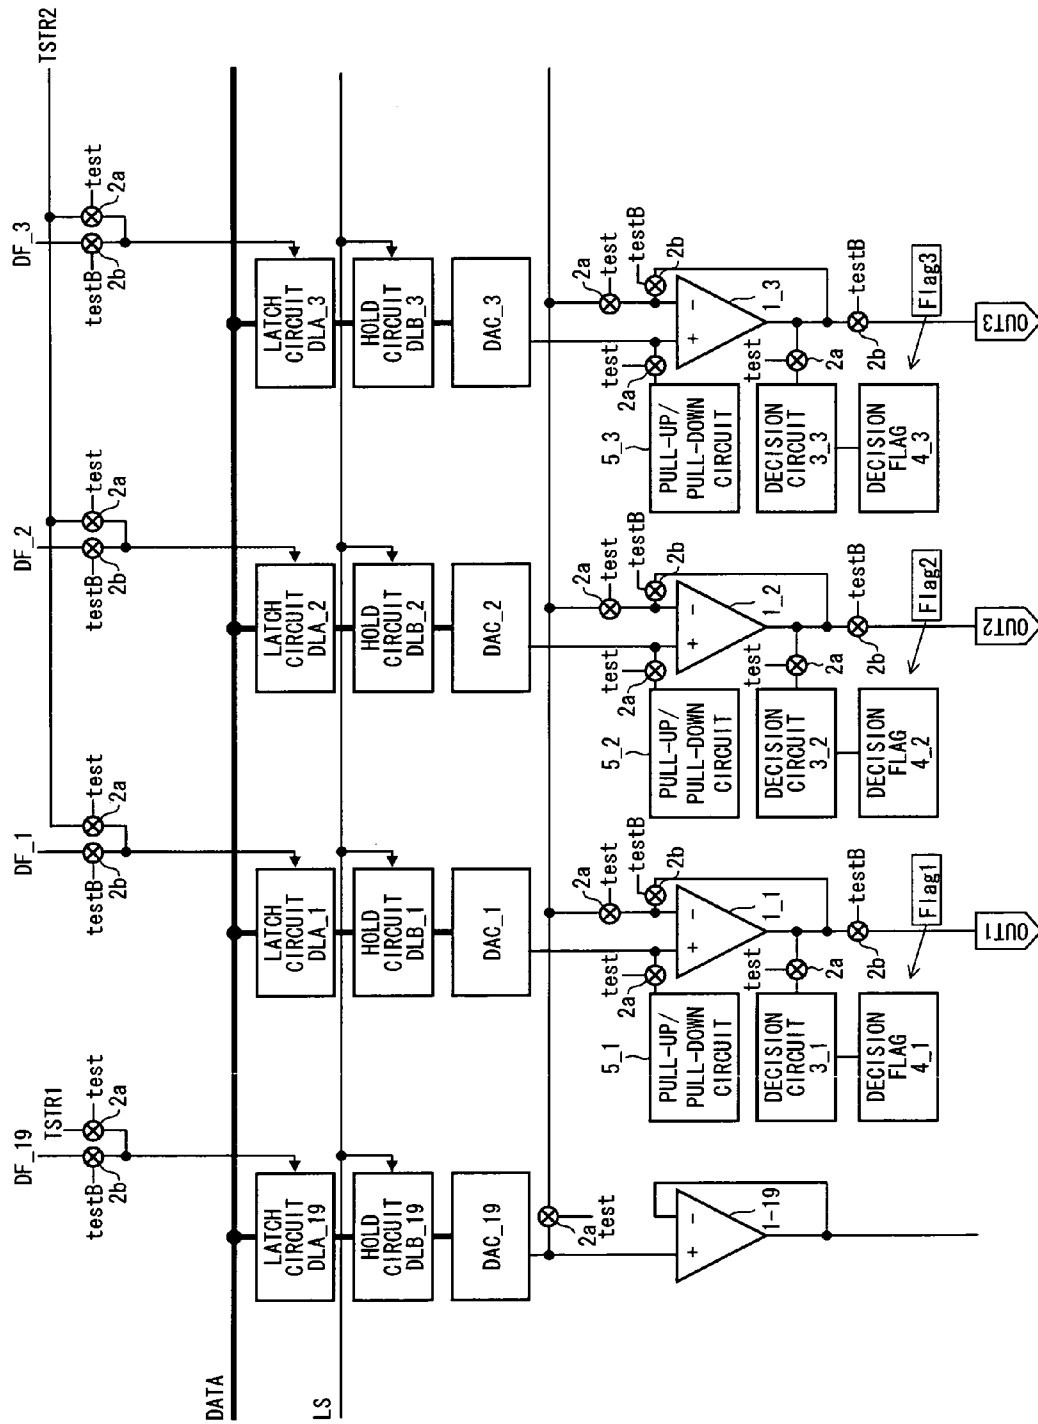 DF_19
DF_1
DF_2
DF_3
TSTR1
TSTR2
testB
test
2b
2a
testB
test
2b
2a
testB
test
2b
2a
testB
test
2b
2a
DATA
LATCH
CIRCUIT
DLA_19
LATCH
CIRCUIT
DLA_1
LATCH
CIRCUIT
DLA_2
LATCH
CIRCUIT
DLA_3
LS
HOLD
CIRCUIT
DLB_19
HOLD
CIRCUIT
DLB_1
HOLD
CIRCUIT
DLB_2
HOLD
CIRCUIT
DLB_3
DAC_19
DAC_1
DAC_2
DAC_3
2a
test
+
-
1-19
5_1
test
2a
2a
test
testB
2b
PULL-UP/
PULL-DOWN
CIRCUIT
+
-
1_1
DECISION
CIRCUIT
3_1
test
2a
testB
2b
DECISION
FLAG
4_1
Flag1
OUT1
5_2
test
2a
2a
test
testB
2b
PULL-UP/
PULL-DOWN
CIRCUIT
+
-
1_2
DECISION
CIRCUIT
3_2
test
2a
testB
2b
DECISION
FLAG
4_2
Flag2
OUT2
5_3
test
2a
2a
test
testB
2b
PULL-UP/
PULL-DOWN
CIRCUIT
+
-
1_3
DECISION
CIRCUIT
3_3
test
2a
testB
2b
DECISION
FLAG
4_3
Flag3
OUT3